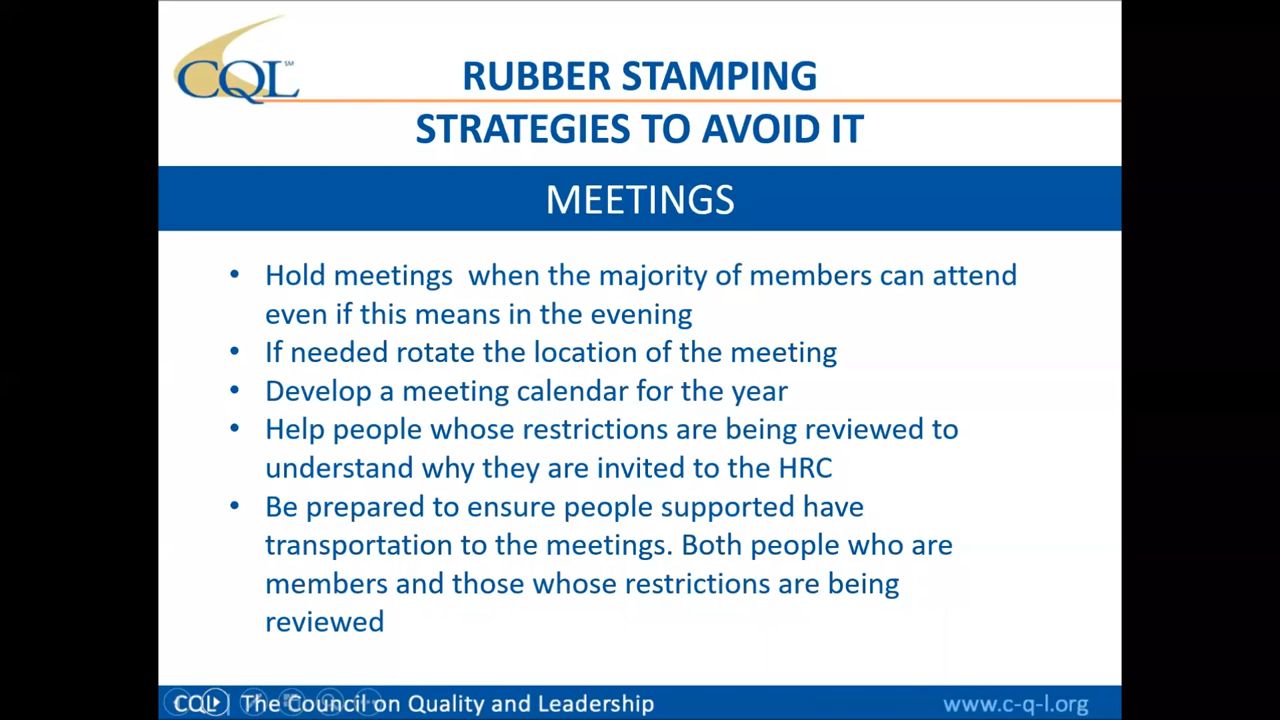 CQL SM
RUBBER STAMPING
STRATEGIES TO AVOID IT
MEETINGS
• Hold meetings  when the majority of members can attend
even if this means in the evening
• If needed rotate the location of the meeting
• Develop a meeting calendar for the year
• Help people whose restrictions are being reviewed to
understand why they are invited to the HRC
• Be prepared to ensure people supported have
transportation to the meetings. Both people who are
members and those whose restrictions are being
reviewed
CQL | The Council on Quality and Leadership
www.c-q-l.org